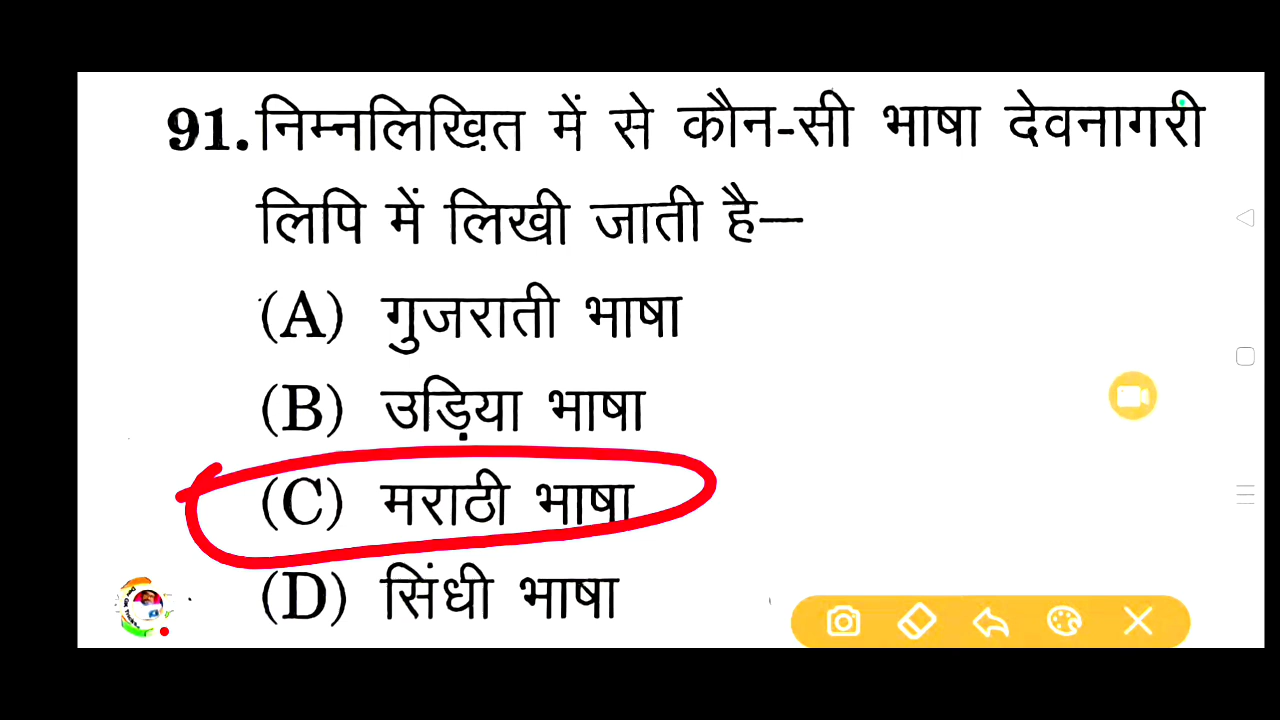 91. निम्नलिखित में से कौन-सी भाषा देवनागरी
लिपि में लिखी जाती है—
(A) गुजराती भाषा
(B) उड़िया भाषा
(C) मराठी भाषा
(D) सिंधी भाषा